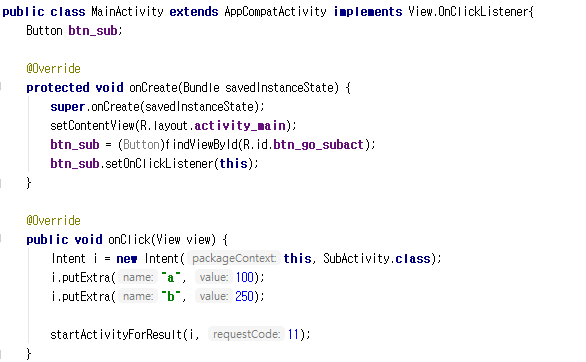 public class MainActivity extends AppCompatActivity implements View.OnClickListener{
    Button btn_sub;

    @Override
    protected void onCreate(Bundle savedInstanceState) {
        super.onCreate(savedInstanceState);
        setContentView(R.layout.activity_main);
        btn_sub = (Button)findViewById(R.id.btn_go_subact);
        btn_sub.setOnClickListener(this);
    }

    @Override
    public void onClick(View view) {
        Intent i = new Intent( packageContext: this, SubActivity.class);
        i.putExtra( name: "a", value: 100);
        i.putExtra( name: "b", value: 250);

        startActivityForResult(i, requestCode: 11);
    }